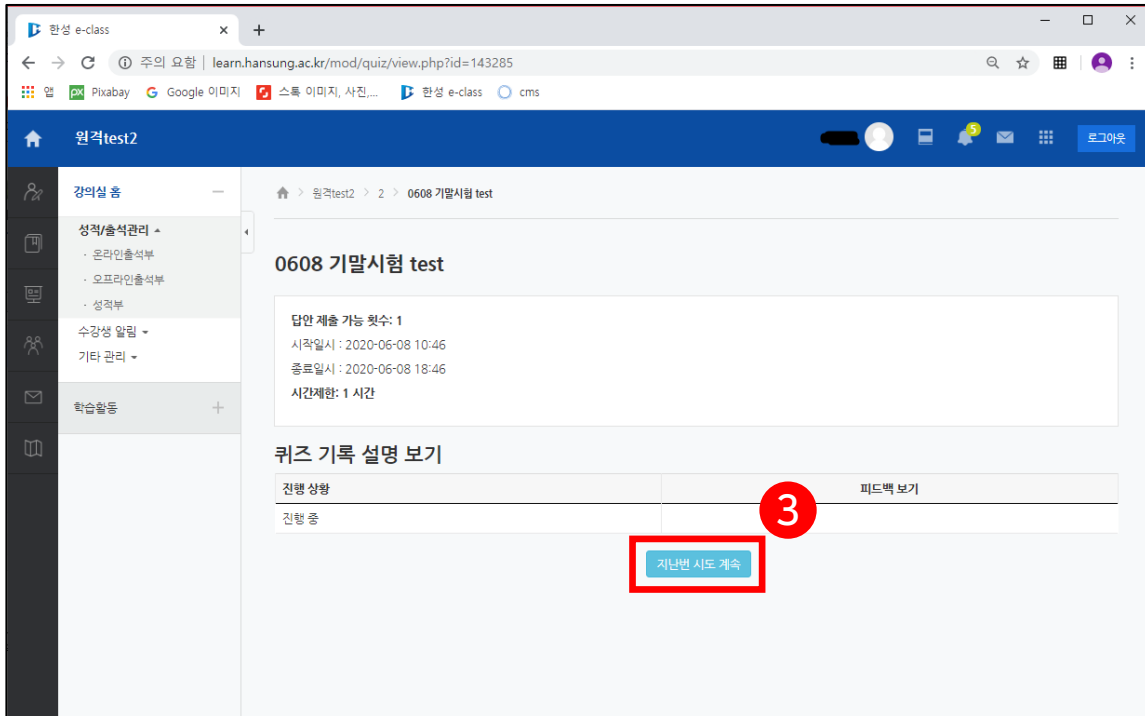 한성 e-class
주의 요함 | learn.hansung.ac.kr/mod/quiz/view.php?id=143285
앱 px Pixabay G Google 이미지 스톡 이미지, 사진,... 한성 e-class cms
원격test2 5 로그아웃
강의실 홈
원격test2 > 2 > 0608 기말시험 test
성적/출석관리
· 온라인출석부
· 오프라인출석부
· 성적부
수강생 알림
기타 관리
학습활동
0608 기말시험 test
답안 제출 가능 횟수: 1
시작일시 : 2020-06-08 10:46
종료일시 : 2020-06-08 18:46
시간제한: 1 시간
퀴즈 기록 설명 보기
진행 상황 피드백 보기
진행 중
3
지난번 시도 계속